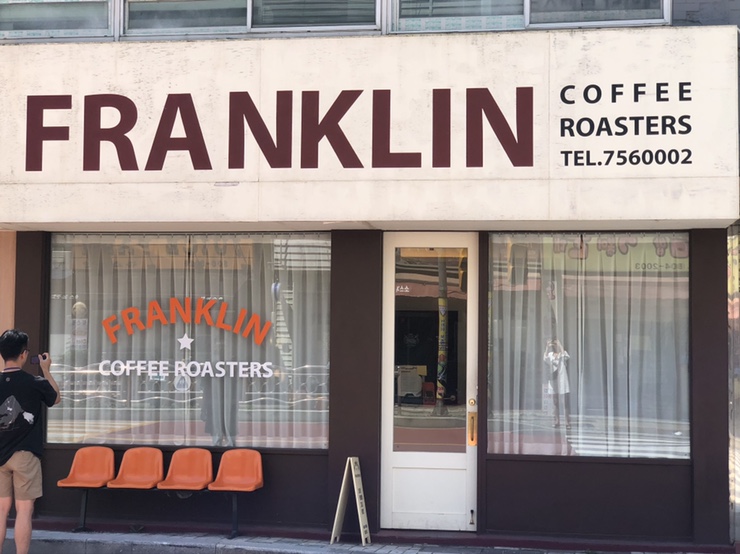 FRANKLIN
COFFEE
ROASTERS
TEL.7560002
FRANKLIN
COFFEE ROASTERS